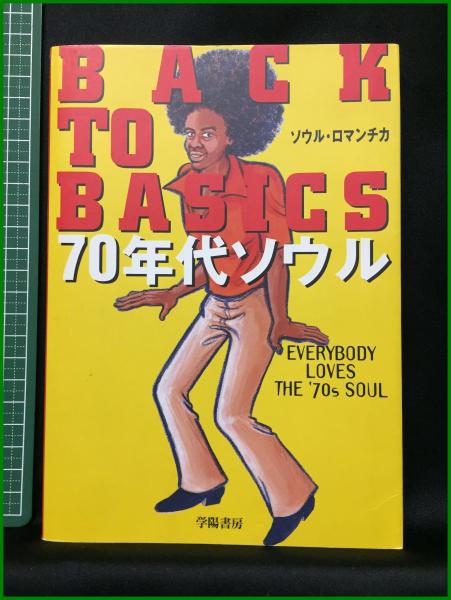 BACK
ソウル・ロマンチカ
TO
BASICS
70年代ソウル
EVERYBODY
LOVES
THE '70s SOUL
学陽書房